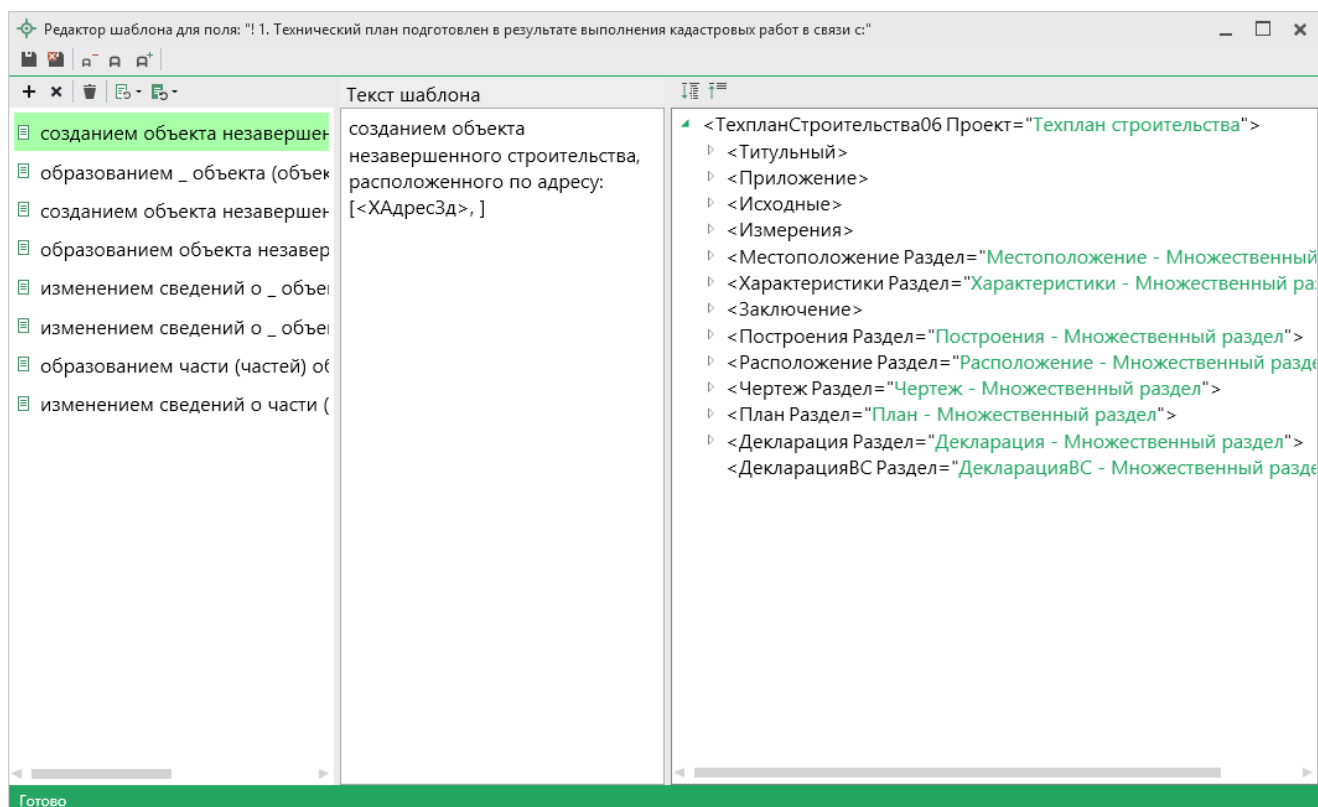 Редактор шаблона для поля: "! 1. Технический план подготовлен в результате выполнения кадастровых работ в связи с:"
Текст шаблона
созданием объекта незавершен
образованием _ объекта (объек
созданием объекта незавершен
образованием объекта незавер
изменением сведений о _ объе
изменением сведений о _ объе
образованием части (частей) об
изменением сведений о части (
созданием объекта
незавершенного строительства,
расположенного по адресу:
[<ХАдресЗд>, ]
<ТехпланСтроительства06 Проект="Техплан строительства">
<Титульный>
<Приложение>
<Исходные>
<Измерения>
<Местоположение Раздел="Местоположение - Множественный
<Характеристики Раздел="Характеристики - Множественный раз
<Заключение>
<Построения Раздел="Построения - Множественный раздел">
<Расположение Раздел="Расположение - Множественный разде
<Чертеж Раздел="Чертеж - Множественный раздел">
<План Раздел="План - Множественный раздел">
<Декларация Раздел="Декларация - Множественный раздел">
<ДекларацияВС Раздел="ДекларацияВС - Множественный разде
Готово